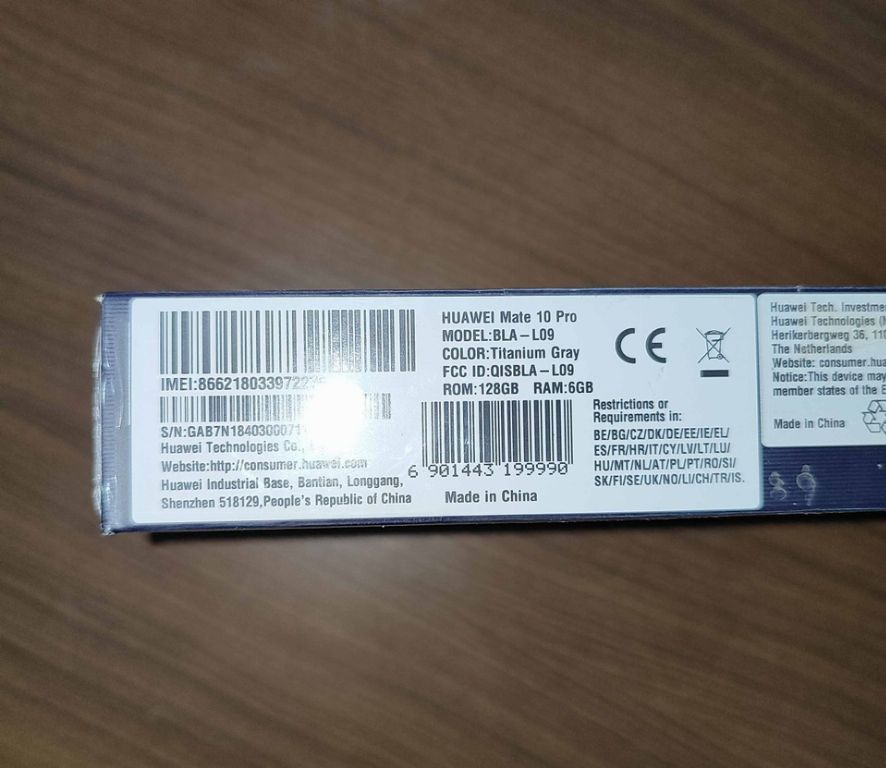 HUAWEI Mate 10 Pro
MODEL:BLA-L09
COLOR:Titanium Gray
FCC ID:QISBLA-L09
ROM:128GB RAM:6GB
S/N:
Huawei Technologies Co.,
Website:http://consumer.huawei.com
Huawei Industrial Base, Bantian, Longgang,
Shenzhen 518129,People's Republic of China
6 901443 199990
Made in China
CE
Restrictions or
Requirements in:
BE/BG/CZ/DK/DE/EE/IE/EL/
ES/FR/HR/IT/CY/LV/LT/LU/
HU/MT/NL/AT/PL/PT/RO/SI/
SK/FI/SE/UK/NO/LI/CH/TR/IS.
Huawei Tech. Investme
Huawei Technologies (
Herikerbergweg 36, 11
The Netherlands
Website: consumer.hua
Notice:This device may
member states of the E
Made in China